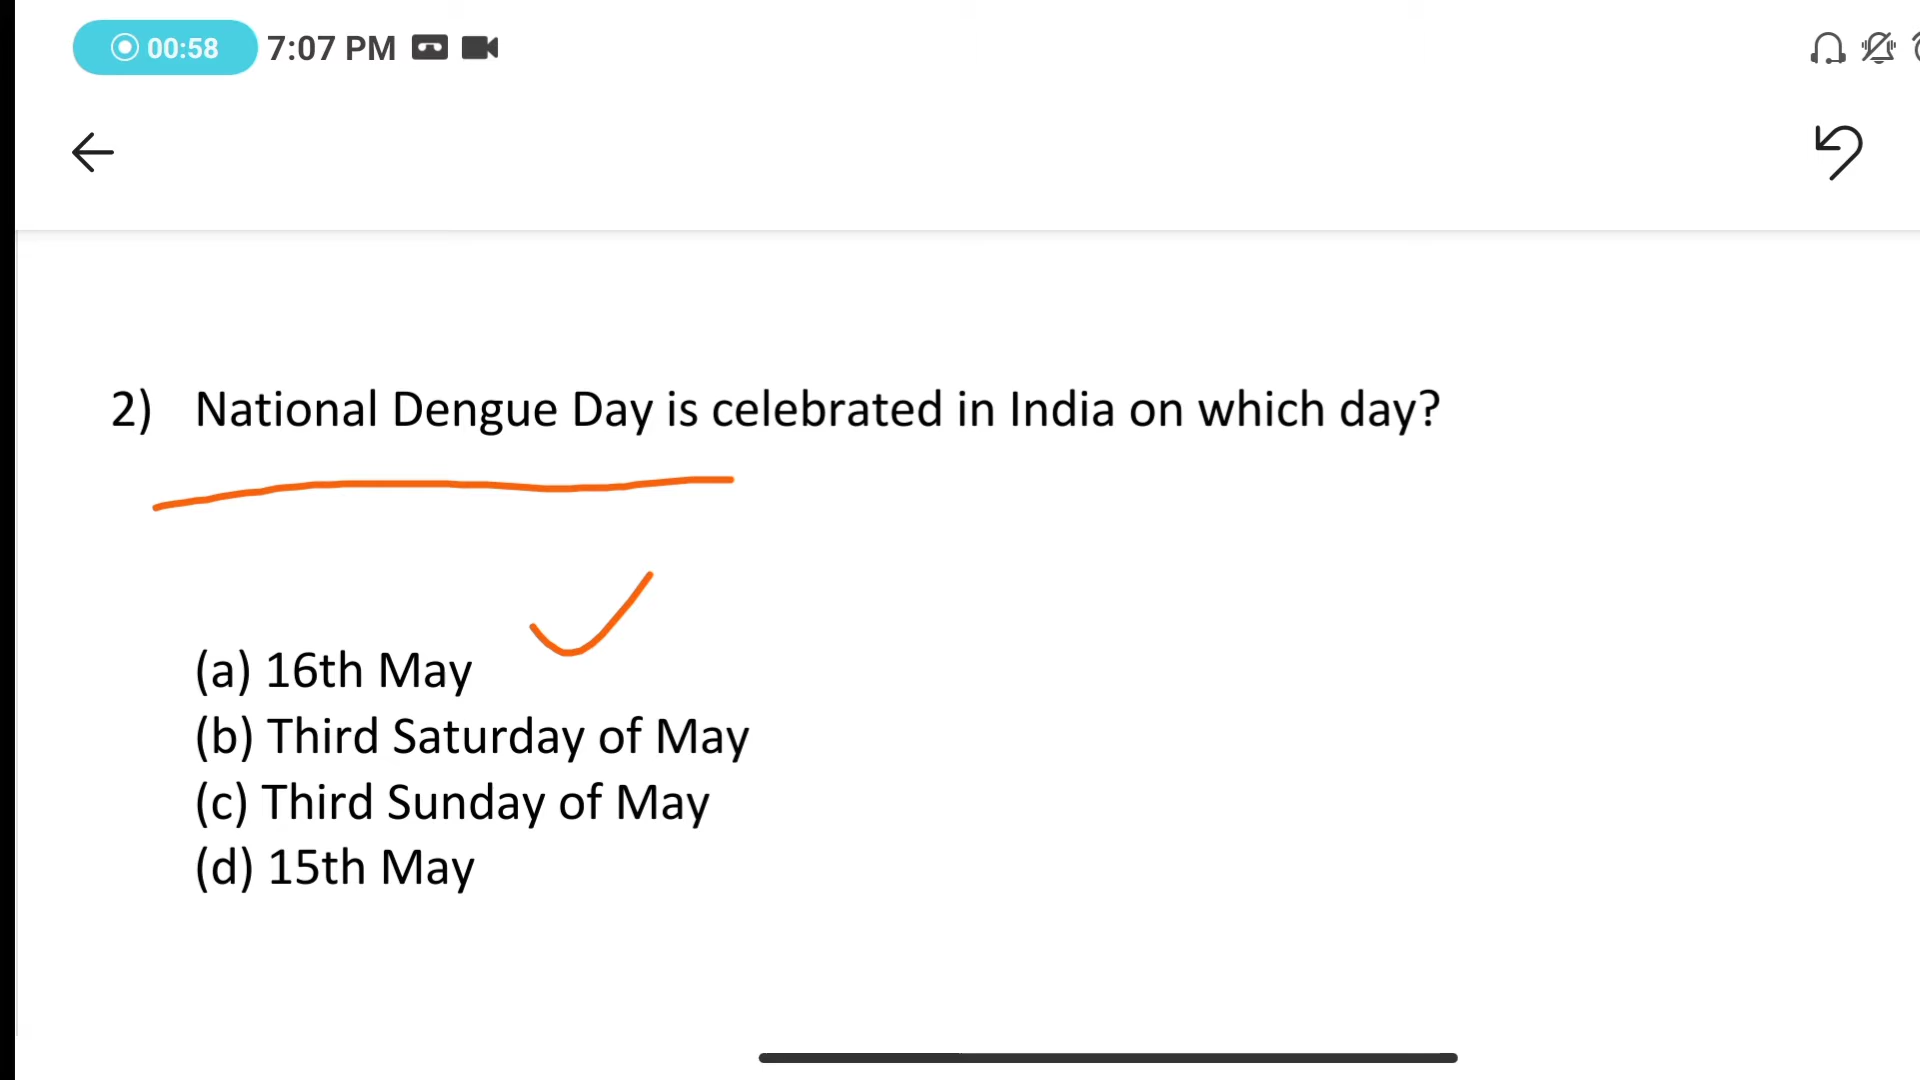 00:58 7:07 PM
2) National Dengue Day is celebrated in India on which day?
(a) 16th May
(b) Third Saturday of May
(c) Third Sunday of May
(d) 15th May